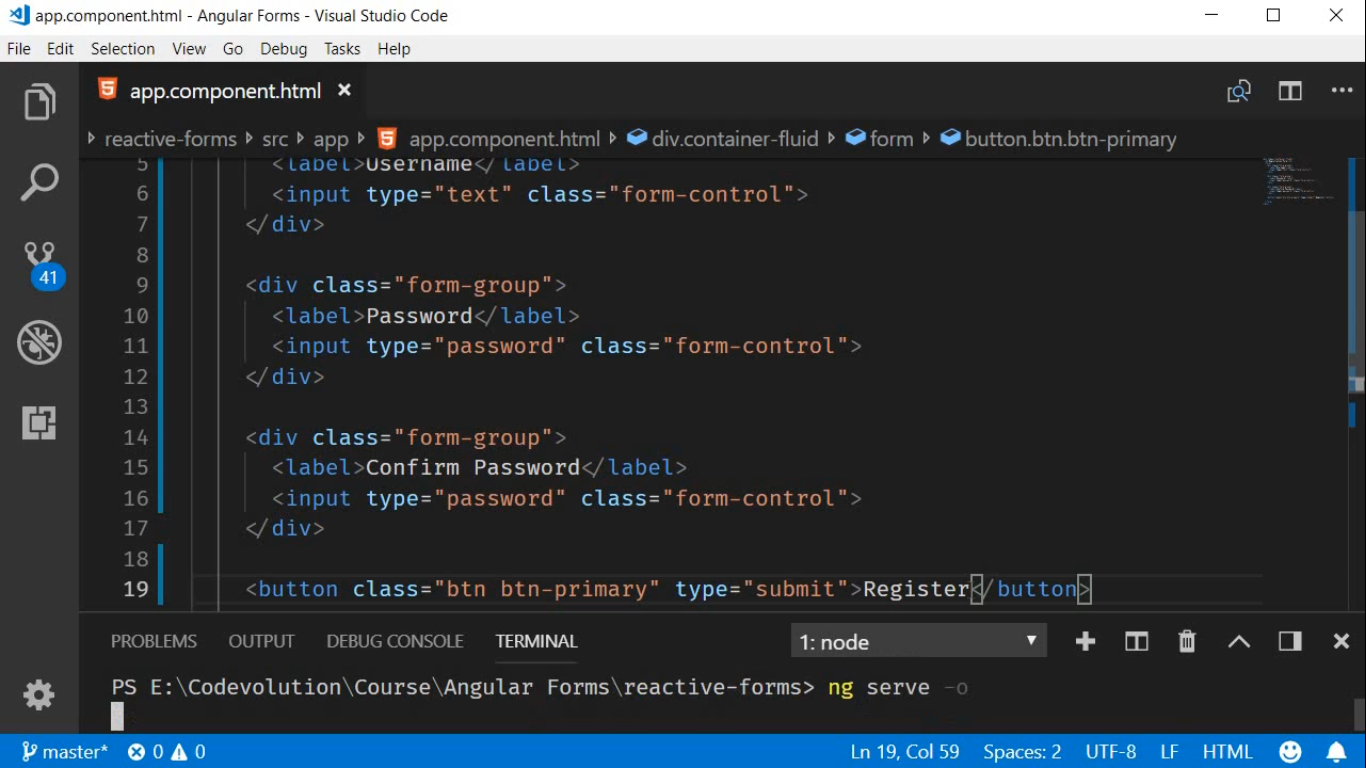 app.component.html - Angular Forms - Visual Studio Code
File Edit Selection View Go Debug Tasks Help
app.component.html
reactive-forms src app app.component.html div.container-fluid form button.btn.btn-primary
5 <label>Username</label>
6 <input type="text" class="form-control">
7 </div>
8
9 <div class="form-group">
10 <label>Password</label>
11 <input type="password" class="form-control">
12 </div>
13
14 <div class="form-group">
15 <label>Confirm Password</label>
16 <input type="password" class="form-control">
17 </div>
18
19 <button class="btn btn-primary" type="submit">Register</button>
41
PROBLEMS OUTPUT DEBUG CONSOLE TERMINAL 1: node
PS E:\Codevolution\Course\Angular Forms\reactive-forms> ng serve -o
master* 0 0 Ln 19, Col 59 Spaces: 2 UTF-8 LF HTML